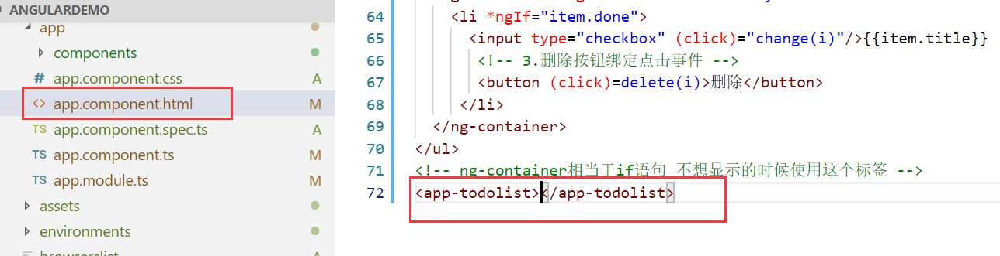 ANGULARDEMO
app
components
# app.component.css A
<> app.component.html M
TS app.component.spec.ts A
TS app.component.ts M
TS app.module.ts M
assets
environments
browserslist
64 <li *ngIf="item.done">
65 <input type="checkbox" (click)="change(i)"/>{{item.title}}
66 <!-- 3.删除按钮绑定点击事件 -->
67 <button (click)=delete(i)>删除</button>
68 </li>
69 </ng-container>
70 </ul>
71 <!-- ng-container相当于if语句 不想显示的时候使用这个标签 -->
72 <app-todolist></app-todolist>